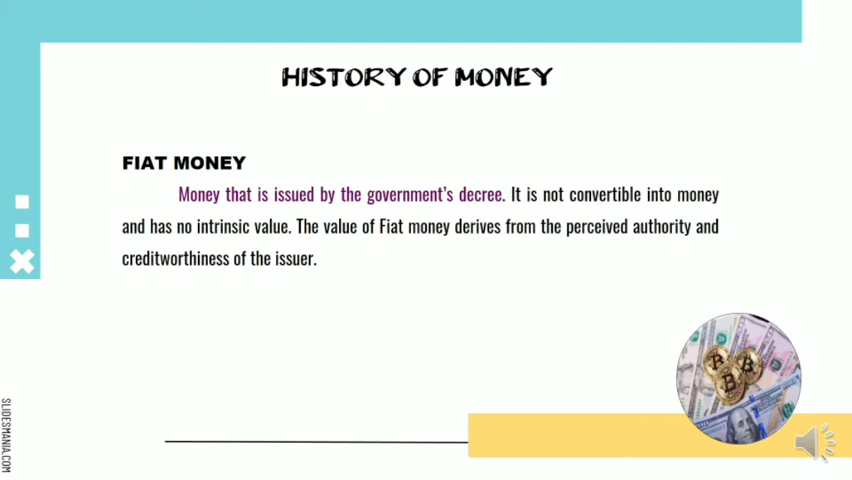 HISTORY OF MONEY
FIAT MONEY
Money that is issued by the government's decree. It is not convertible into money
and has no intrinsic value. The value of Fiat money derives from the perceived authority and
creditworthiness of the issuer.
SLIDESMANIA.COM